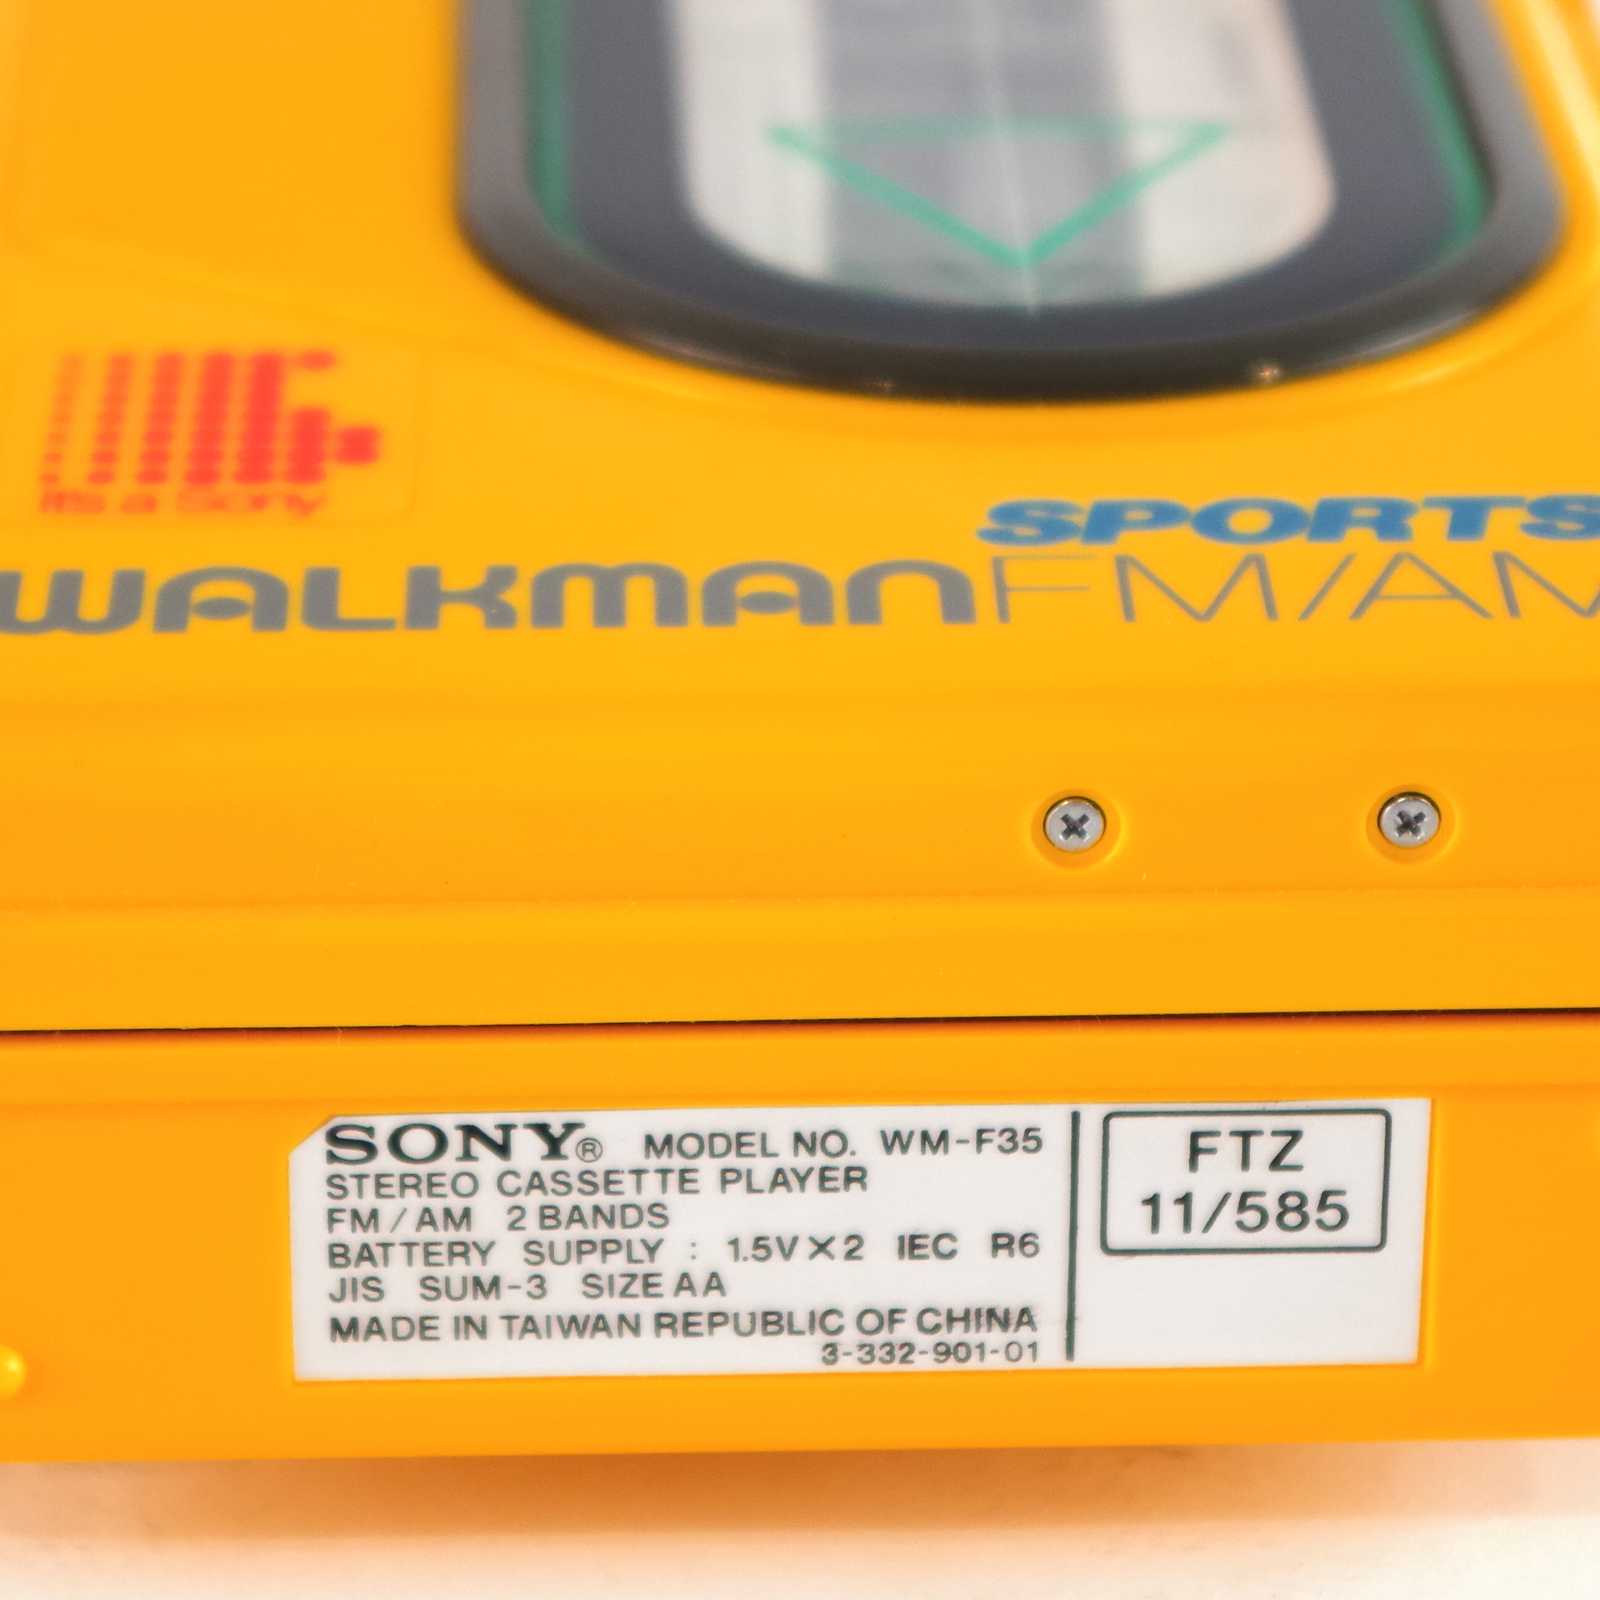 It's a Sony
SPORTS
WALKMAN FM/AM
SONY® MODEL NO. WM-F35
STEREO CASSETTE PLAYER
FM/AM 2 BANDS
BATTERY SUPPLY : 1.5V X 2 IEC R6
JIS SUM-3 SIZE AA
MADE IN TAIWAN REPUBLIC OF CHINA
3-332-901-01
FTZ
11/585